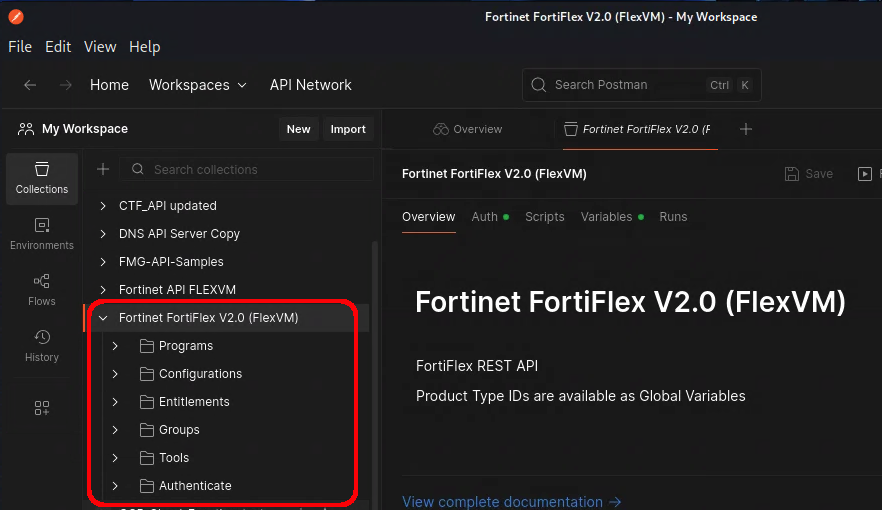 Fortinet FortiFlex V2.0 (FlexVM) - My Workspace
File Edit View Help
Home Workspaces API Network Search Postman Ctrl K
My Workspace New Import Overview Fortinet FortiFlex V2.0 (F
Search collections
Collections
Environments
Flows
History
CTF_API updated
DNS API Server Copy
FMG-API-Samples
Fortinet API FLEXVM
Fortinet FortiFlex V2.0 (FlexVM)
Programs
Configurations
Entitlements
Groups
Tools
Authenticate
Fortinet FortiFlex V2.0 (FlexVM) Save
Overview Auth Scripts Variables Runs
Fortinet FortiFlex V2.0 (FlexVM)
FortiFlex REST API
Product Type IDs are available as Global Variables
View complete documentation →